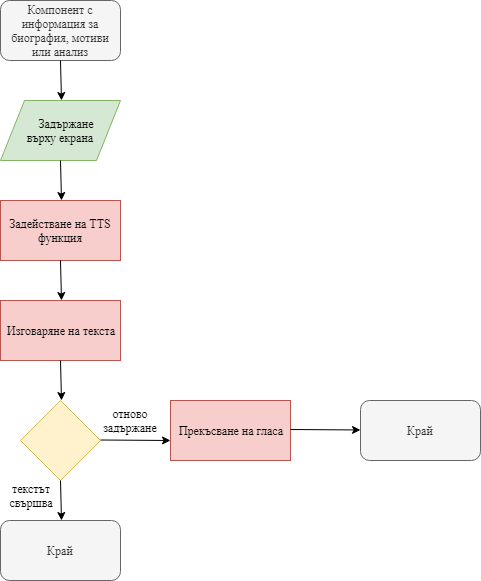 Компонент с
информация за
биография, мотиви
или анализ
Задържане
върху екрана
Задействане на TTS
функция
Изговаряне на текста
отново
задържане
Прекъсване на гласа
Край
текстът
свършва
Край